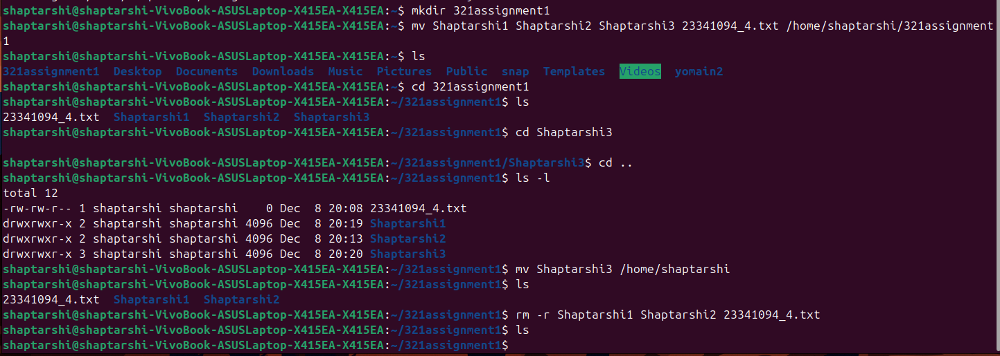 shaptarshi@shaptarshi-VivoBook-ASUSLaptop-X415EA-X415EA:~$ mkdir 321assignment1
shaptarshi@shaptarshi-VivoBook-ASUSLaptop-X415EA-X415EA:~$ mv Shaptarshi1 Shaptarshi2 Shaptarshi3 23341094_4.txt /home/shaptarshi/321assignment
1
shaptarshi@shaptarshi-VivoBook-ASUSLaptop-X415EA-X415EA:~$ ls
321assignment1  Desktop  Documents  Downloads  Music  Pictures  Public  snap  Templates  Videos  yomain2
shaptarshi@shaptarshi-VivoBook-ASUSLaptop-X415EA-X415EA:~$ cd 321assignment1
shaptarshi@shaptarshi-VivoBook-ASUSLaptop-X415EA-X415EA:~/321assignment1$ ls
23341094_4.txt  Shaptarshi1  Shaptarshi2  Shaptarshi3
shaptarshi@shaptarshi-VivoBook-ASUSLaptop-X415EA-X415EA:~/321assignment1$ cd Shaptarshi3
shaptarshi@shaptarshi-VivoBook-ASUSLaptop-X415EA-X415EA:~/321assignment1/Shaptarshi3$ cd ..
shaptarshi@shaptarshi-VivoBook-ASUSLaptop-X415EA-X415EA:~/321assignment1$ ls -l
total 12
-rw-rw-r-- 1 shaptarshi shaptarshi    0 Dec  8 20:08 23341094_4.txt
drwxrwxr-x 2 shaptarshi shaptarshi 4096 Dec  8 20:19 Shaptarshi1
drwxrwxr-x 2 shaptarshi shaptarshi 4096 Dec  8 20:13 Shaptarshi2
drwxrwxr-x 3 shaptarshi shaptarshi 4096 Dec  8 20:20 Shaptarshi3
shaptarshi@shaptarshi-VivoBook-ASUSLaptop-X415EA-X415EA:~/321assignment1$ mv Shaptarshi3 /home/shaptarshi
shaptarshi@shaptarshi-VivoBook-ASUSLaptop-X415EA-X415EA:~/321assignment1$ ls
23341094_4.txt  Shaptarshi1  Shaptarshi2
shaptarshi@shaptarshi-VivoBook-ASUSLaptop-X415EA-X415EA:~/321assignment1$ rm -r Shaptarshi1 Shaptarshi2 23341094_4.txt
shaptarshi@shaptarshi-VivoBook-ASUSLaptop-X415EA-X415EA:~/321assignment1$ ls
shaptarshi@shaptarshi-VivoBook-ASUSLaptop-X415EA-X415EA:~/321assignment1$